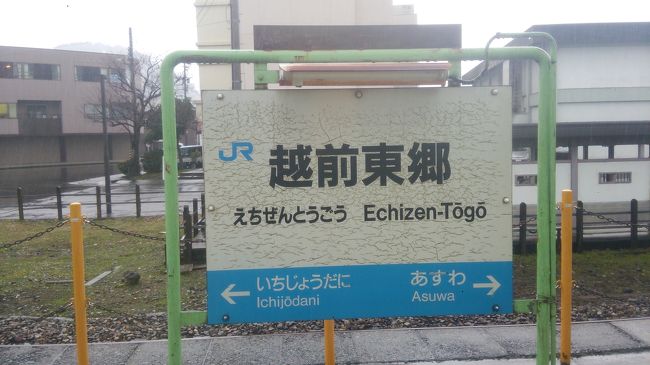 JR 越前東郷
えちぜんとうごう Echizen-Tōgō
← いちじょうだに あすわ →
Ichijōdani Asuwa